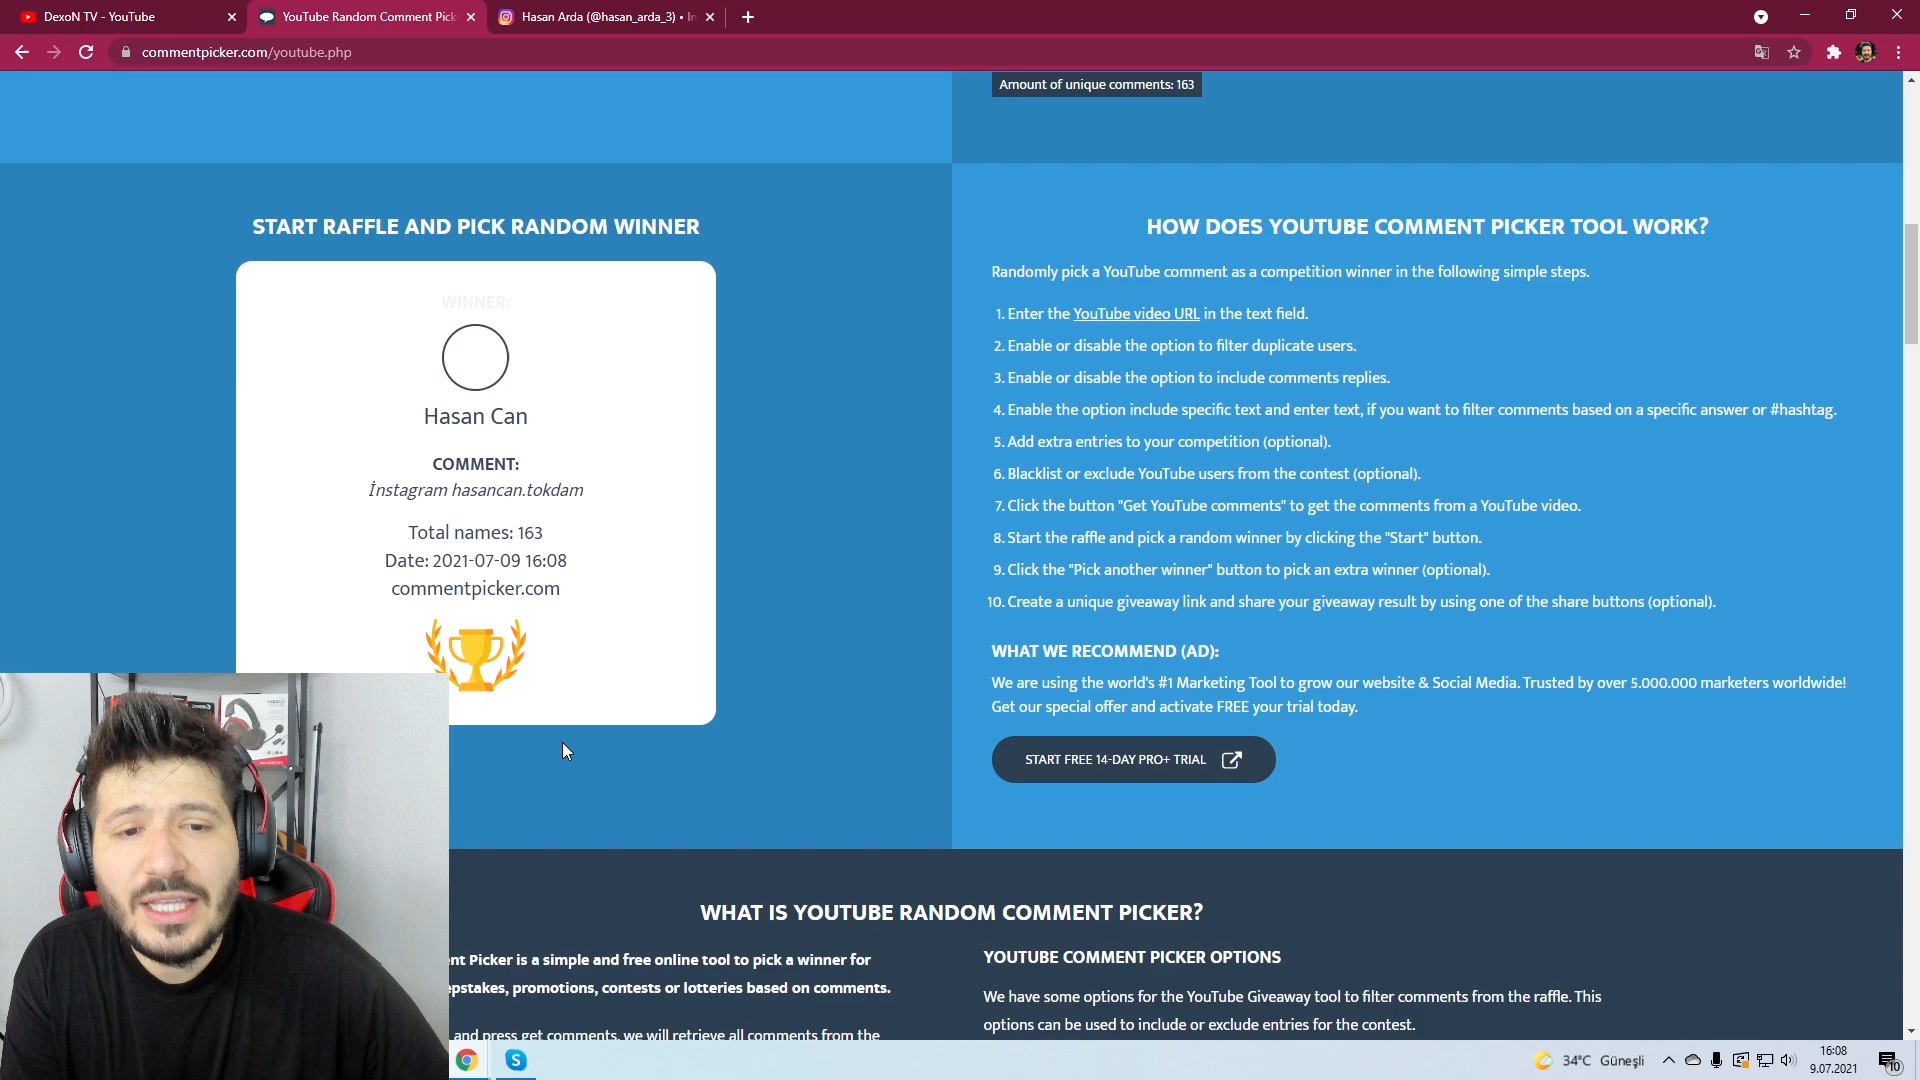 DexoN TV - YouTube
YouTube Random Comment Pick
Hasan Arda (@hasan_arda_3) • In
commentpicker.com/youtube.php
Amount of unique comments: 163
START RAFFLE AND PICK RANDOM WINNER
WINNER:
Hasan Can
COMMENT:
İnstagram hasancan.tokdam
Total names: 163
Date: 2021-07-09 16:08
commentpicker.com
HOW DOES YOUTUBE COMMENT PICKER TOOL WORK?
Randomly pick a YouTube comment as a competition winner in the following simple steps.
1. Enter the YouTube video URL in the text field.
2. Enable or disable the option to filter duplicate users.
3. Enable or disable the option to include comments replies.
4. Enable the option include specific text and enter text, if you want to filter comments based on a specific answer or #hashtag.
5. Add extra entries to your competition (optional).
6. Blacklist or exclude YouTube users from the contest (optional).
7. Click the button "Get YouTube comments" to get the comments from a YouTube video.
8. Start the raffle and pick a random winner by clicking the "Start" button.
9. Click the "Pick another winner" button to pick an extra winner (optional).
10. Create a unique giveaway link and share your giveaway result by using one of the share buttons (optional).
WHAT WE RECOMMEND (AD):
We are using the world's #1 Marketing Tool to grow our website & Social Media. Trusted by over 5.000.000 marketers worldwide!
Get our special offer and activate FREE your trial today.
START FREE 14-DAY PRO+ TRIAL
WHAT IS YOUTUBE RANDOM COMMENT PICKER?
nt Picker is a simple and free online tool to pick a winner for
epstakes, promotions, contests or lotteries based on comments.
and press get comments, we will retrieve all comments from the
YOUTUBE COMMENT PICKER OPTIONS
We have some options for the YouTube Giveaway tool to filter comments from the raffle. This
options can be used to include or exclude entries for the contest.
34°C Güneşli
16:08
9.07.2021
10